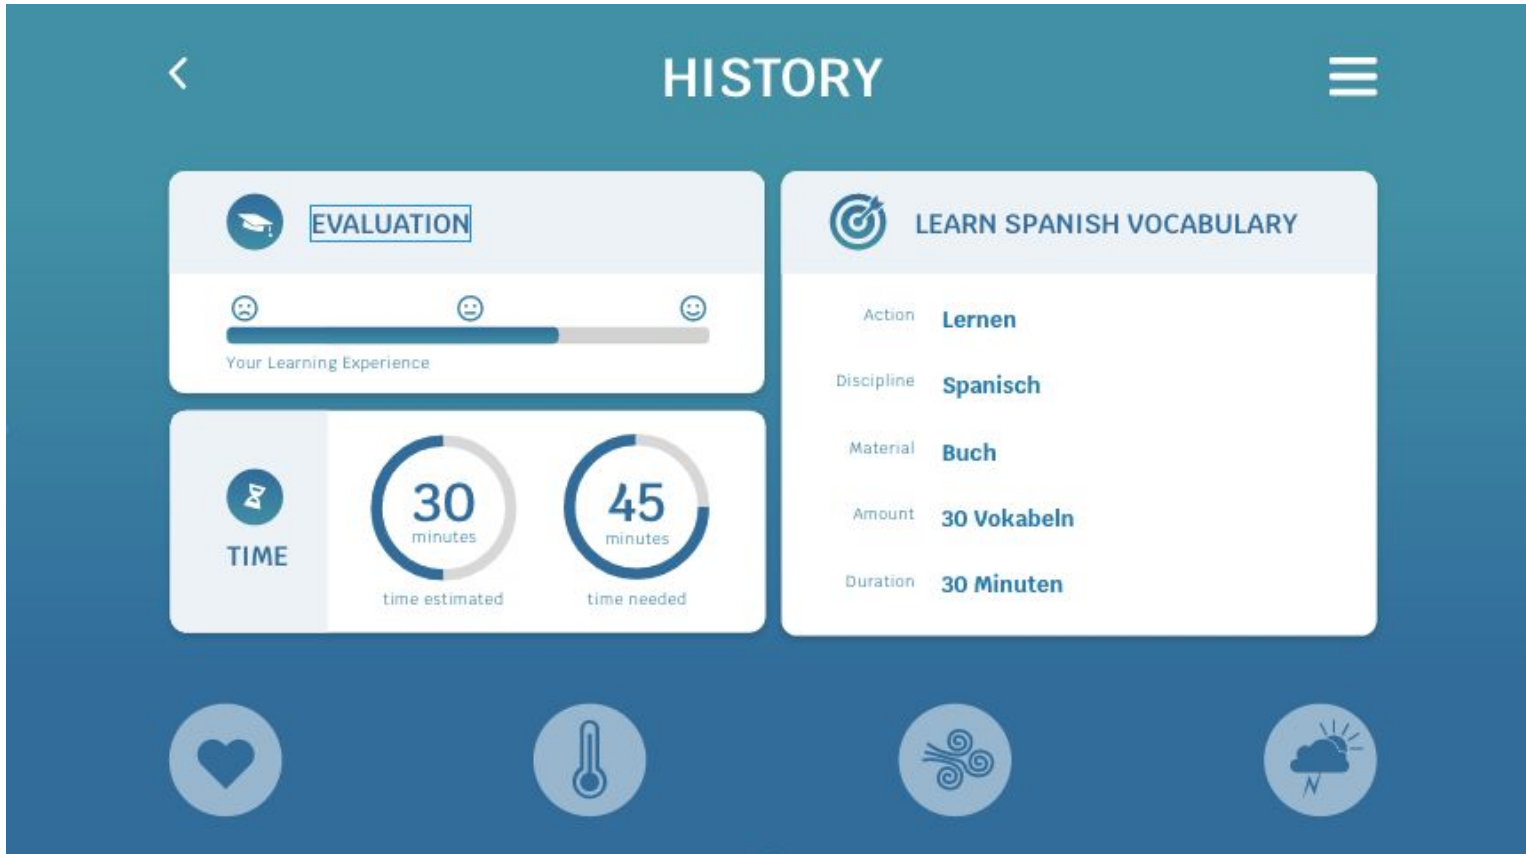 HISTORY
EVALUATION
Your Learning Experience
TIME
30
minutes
time estimated
45
minutes
time needed
LEARN SPANISH VOCABULARY
Action Lernen
Discipline Spanisch
Material Buch
Amount 30 Vokabeln
Duration 30 Minuten